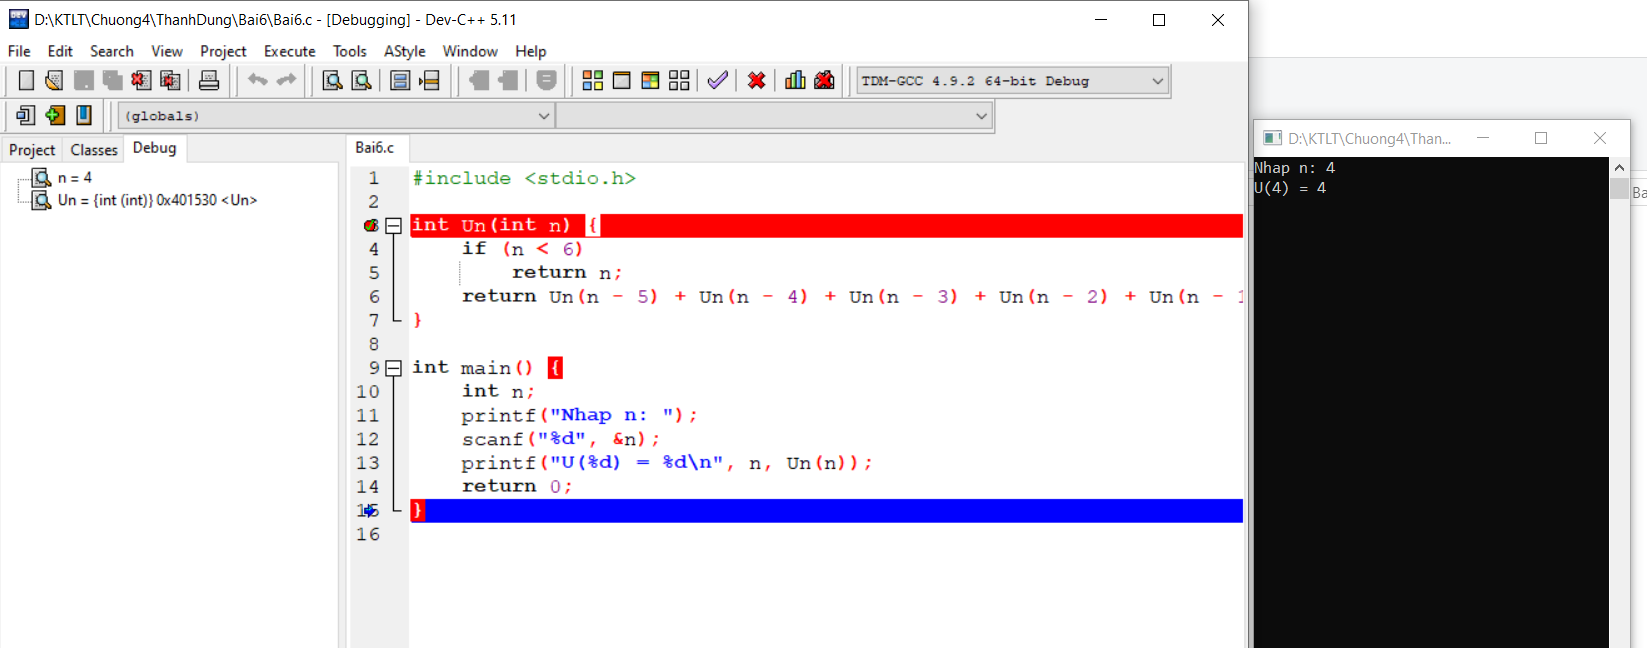 D:\KTLT\Chuong4\ThanhDung\Bai6\Bai6.c - [Debugging] - Dev-C++ 5.11
File Edit Search View Project Execute Tools AStyle Window Help
TDM-GCC 4.9.2 64-bit Debug
(globals)
Project Classes Debug
n = 4
Un = {int (int)} 0x401530 <Un>
Bai6.c
1 #include <stdio.h>
2
int Un(int n) {
4 if (n < 6)
5 return n;
6 return Un(n - 5) + Un(n - 4) + Un(n - 3) + Un(n - 2) + Un(n - 1
7 }
8
9 int main() {
10 int n;
11 printf("Nhap n: ");
12 scanf("%d", &n);
13 printf("U(%d) = %d\n", n, Un(n));
14 return 0;
15 }
16
D:\KTLT\Chuong4\Than...
Nhap n: 4
U(4) = 4
Ba